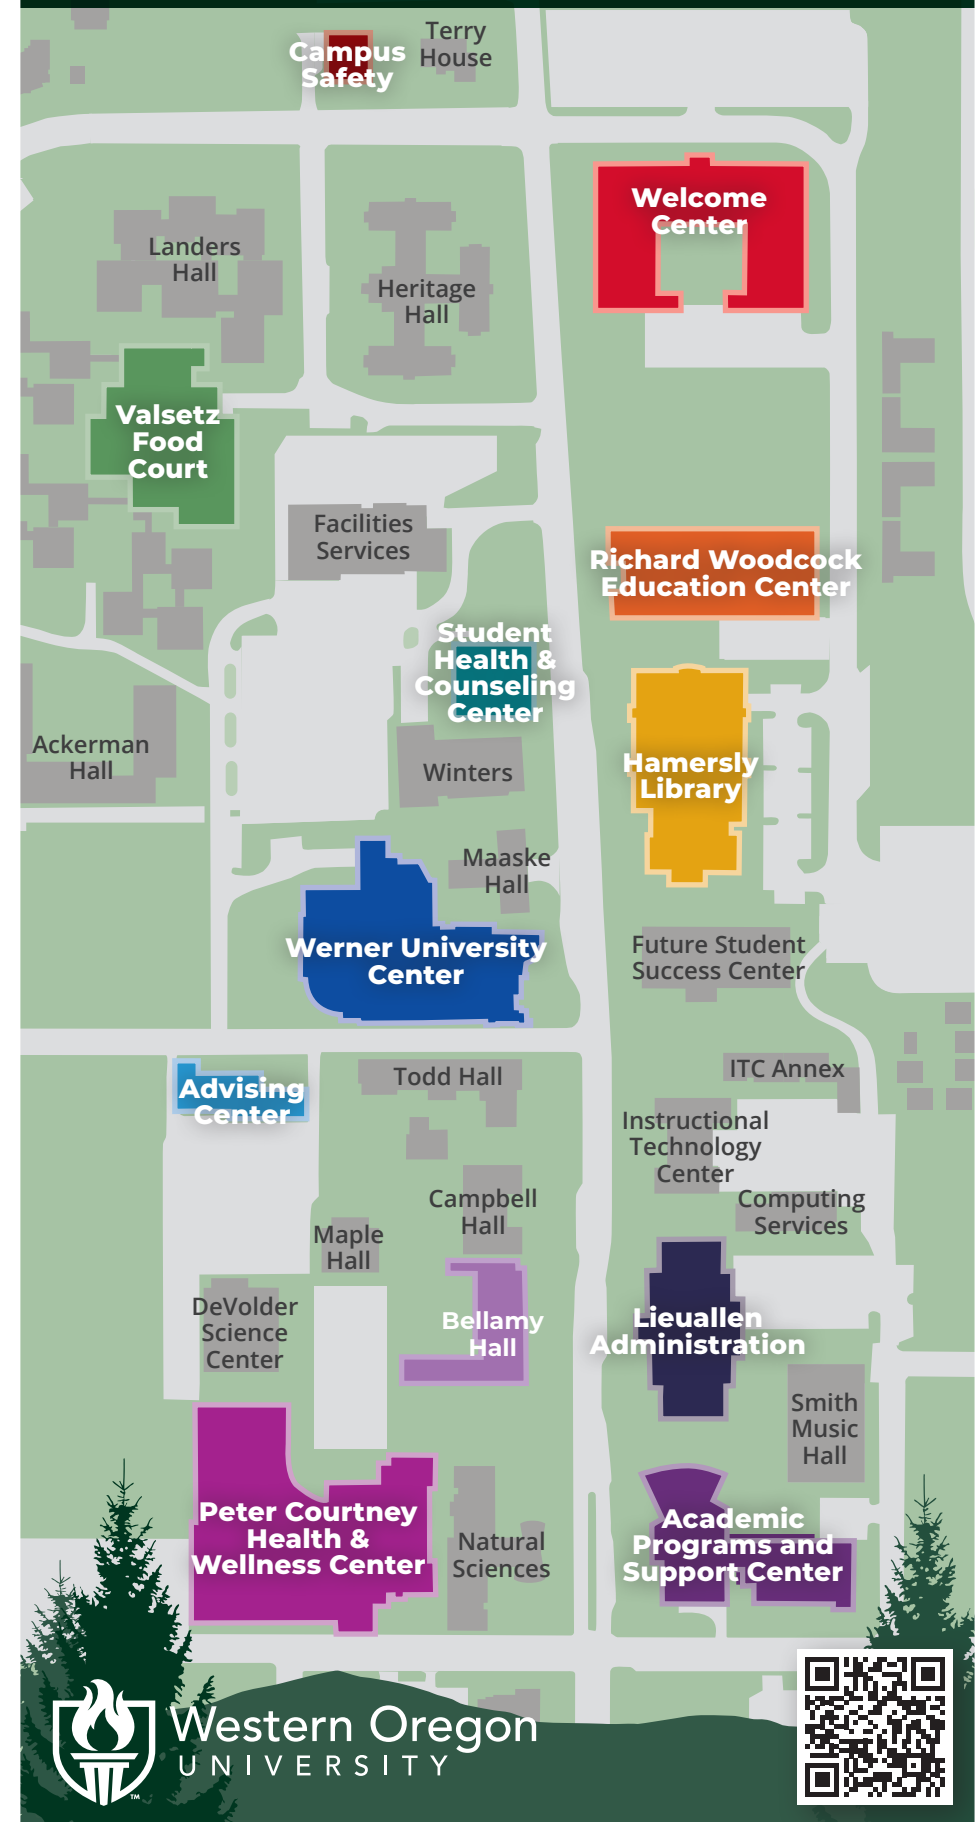 Terry
House
Campus
Safety
Welcome
Center
Landers
Hall
Heritage
Hall
Valsetz
Food
Court
Facilities
Services
Richard Woodcock
Education Center
Student
Health &
Counseling
Center
Ackerman
Hall
Winters
Hamersly
Library
Maaske
Hall
Werner University
Center
Future Student
Success Center
Advising
Center
Todd Hall
ITC Annex
Instructional
Technology
Center
Campbell
Hall
Computing
Services
Maple
Hall
DeVolder
Science
Center
Bellamy
Hall
Lieuallen
Administration
Smith
Music
Hall
Peter Courtney
Health &
Wellness Center
Natural
Sciences
Academic
Programs and
Support Center
Western Oregon
UNIVERSITY
TM